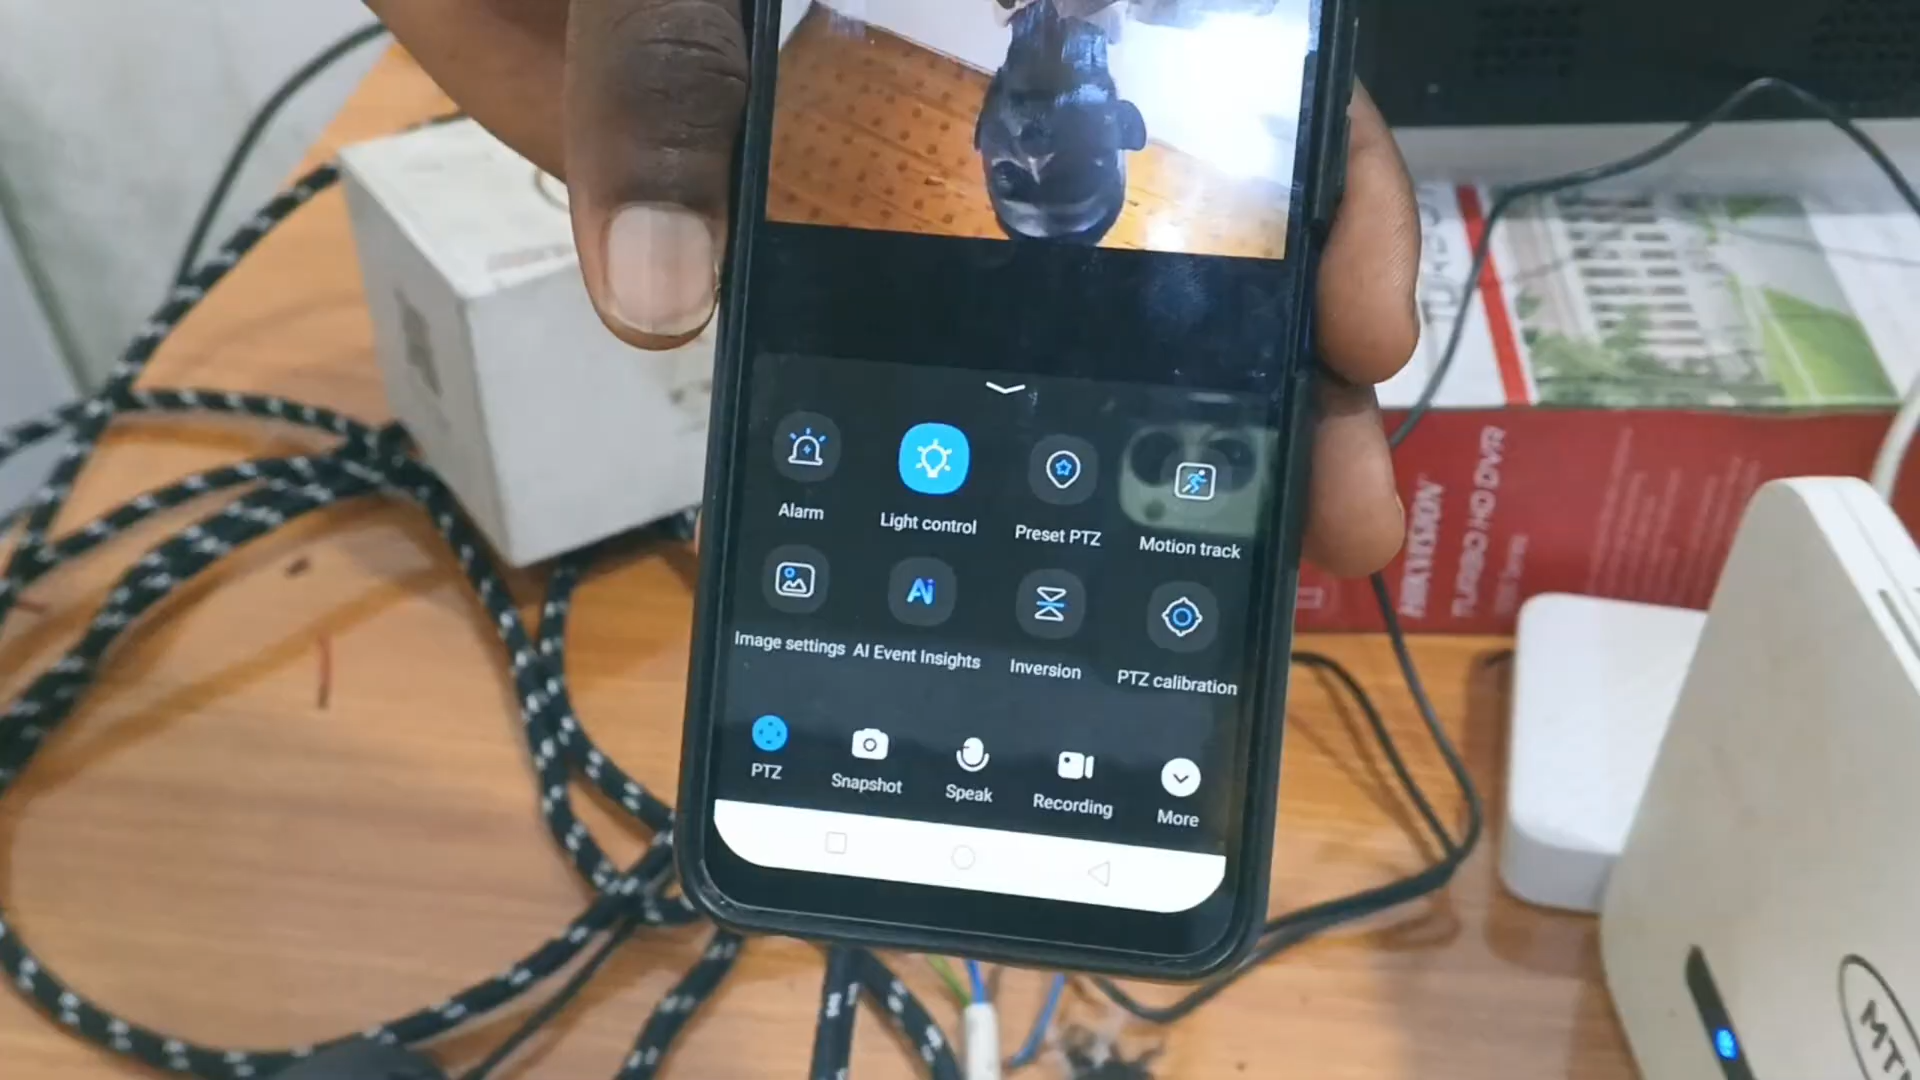 Alarm
Light control
Preset PTZ
Motion track
Image settings
AI Event Insights
Inversion
PTZ calibration
PTZ
Snapshot
Speak
Recording
More
HIKVISION
TURBO HD DVR
MTN